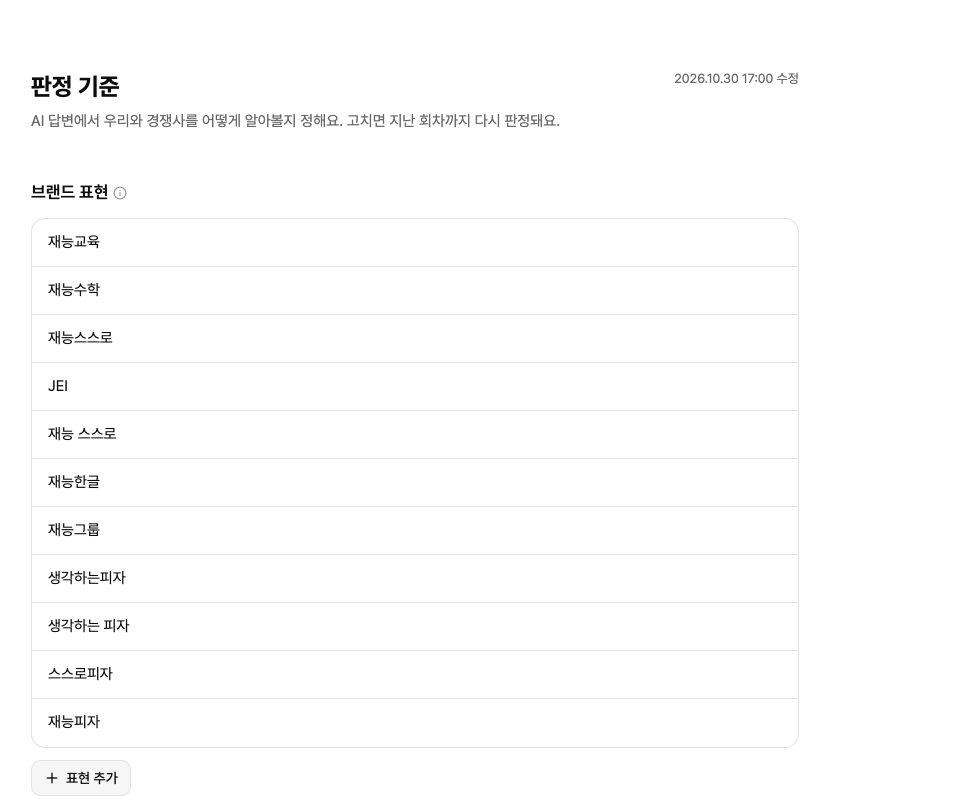 판정 기준
2026.10.30 17:00 수정
AI 답변에서 우리와 경쟁사를 어떻게 알아볼지 정해요. 고치면 지난 회차까지 다시 판정돼요.
브랜드 표현
재능교육
재능수학
재능스스로
JEI
재능 스스로
재능한글
재능그룹
생각하는피자
생각하는 피자
스스로피자
재능피자
+ 표현 추가